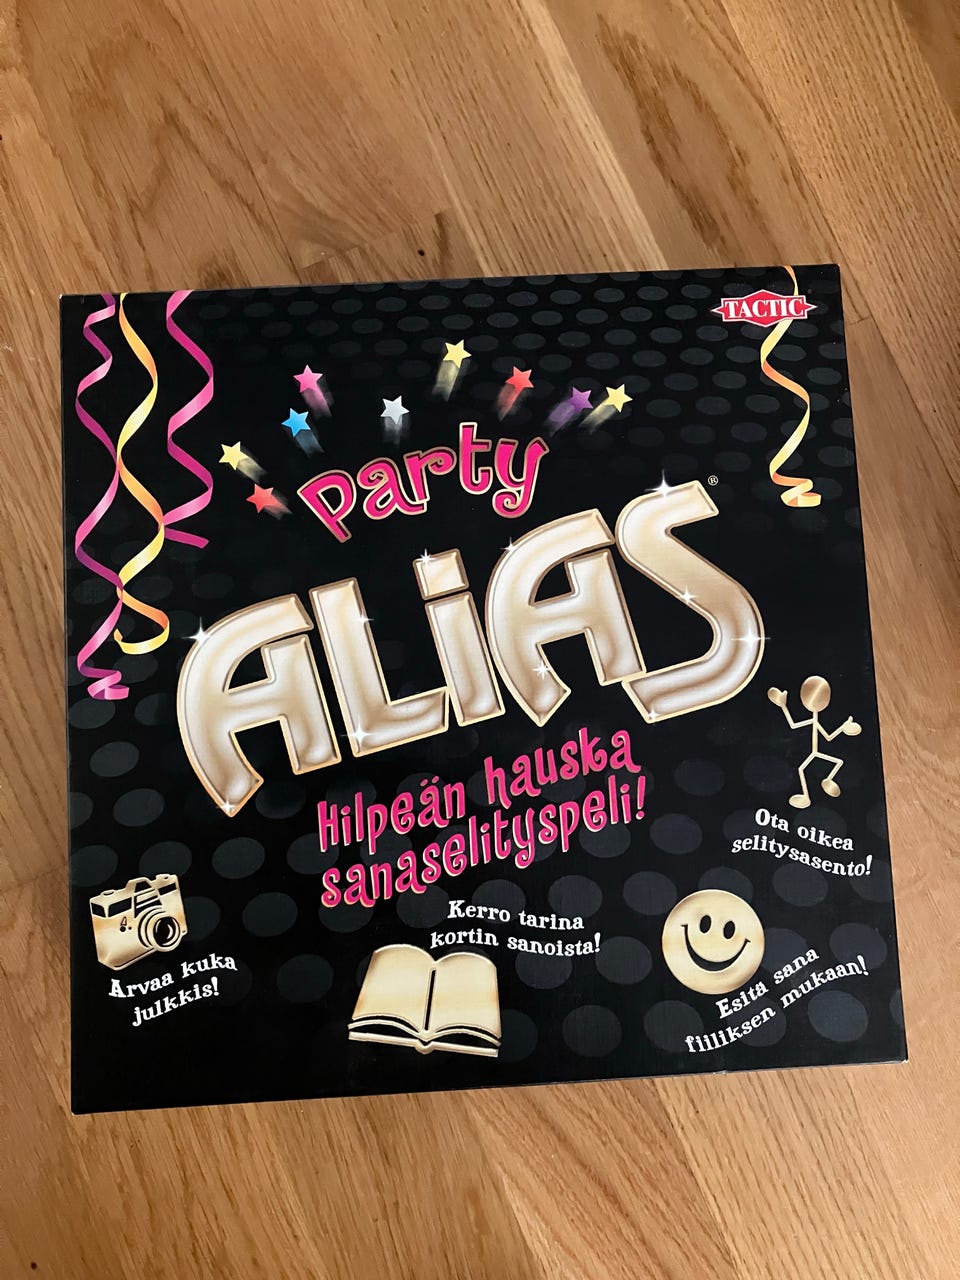 TACTIC
Party
ALiAS®
Hilpeän hauska
sanaselityspeli!
Ota oikea
selitysasento!
Kerro tarina
kortin sanoista!
Arvaa kuka
julkkis!
Esitä sana
fiiliksen mukaan!